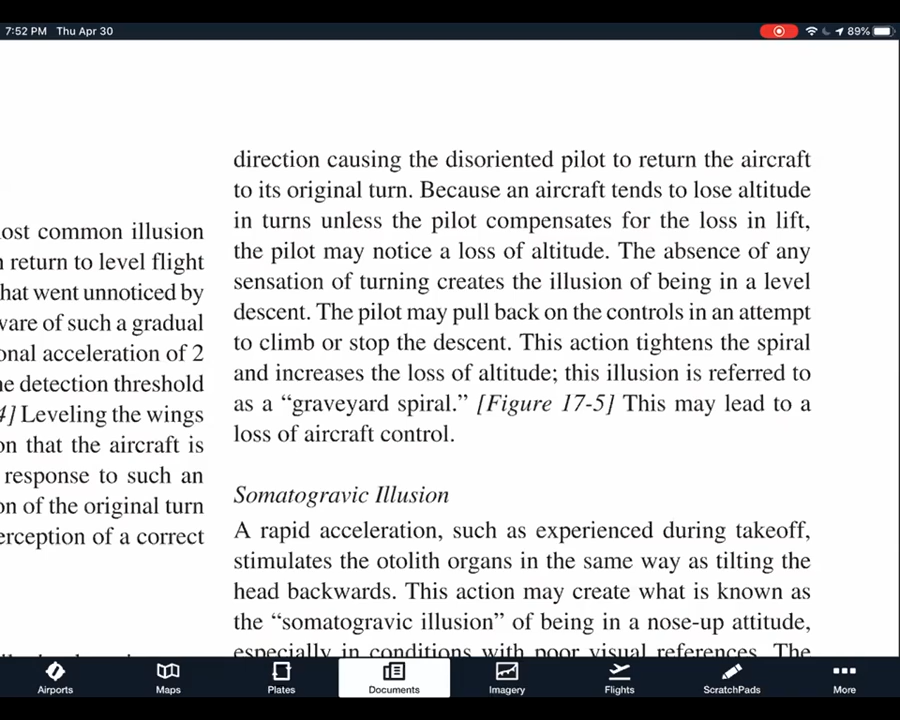 7:52 PM Thu Apr 30
89%
ost common illusion
return to level flight
hat went unnoticed by
ware of such a gradual
onal acceleration of 2
e detection threshold
4] Leveling the wings
on that the aircraft is
response to such an
on of the original turn
erception of a correct
direction causing the disoriented pilot to return the aircraft
to its original turn. Because an aircraft tends to lose altitude
in turns unless the pilot compensates for the loss in lift,
the pilot may notice a loss of altitude. The absence of any
sensation of turning creates the illusion of being in a level
descent. The pilot may pull back on the controls in an attempt
to climb or stop the descent. This action tightens the spiral
and increases the loss of altitude; this illusion is referred to
as a “graveyard spiral.” [Figure 17-5] This may lead to a
loss of aircraft control.
Somatogravic Illusion
A rapid acceleration, such as experienced during takeoff,
stimulates the otolith organs in the same way as tilting the
head backwards. This action may create what is known as
the “somatogravic illusion” of being in a nose-up attitude,
especially in conditions with poor visual references. The
Airports Maps Plates Documents Imagery Flights ScratchPads More